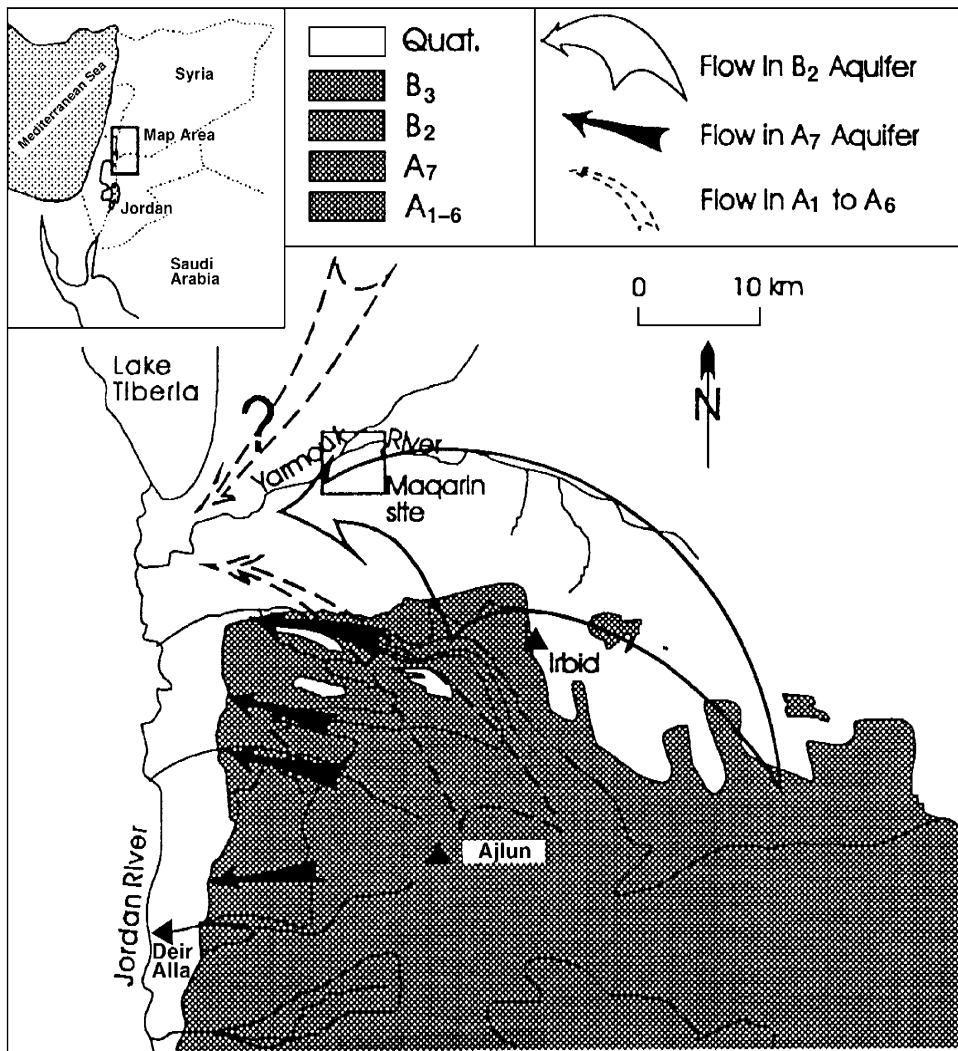 Mediterranean Sea
Syria
Map Area
Jordan
Saudi
Arabia
Quat.
B3
B2
A7
A1–6
Flow in B2 Aquifer
Flow in A7 Aquifer
Flow in A1 to A6
0 10 km
N
Lake
Tiberia
?
Yarmouk River
Maqarin
site
Irbid
Ajlun
Jordan River
Deir
Alla